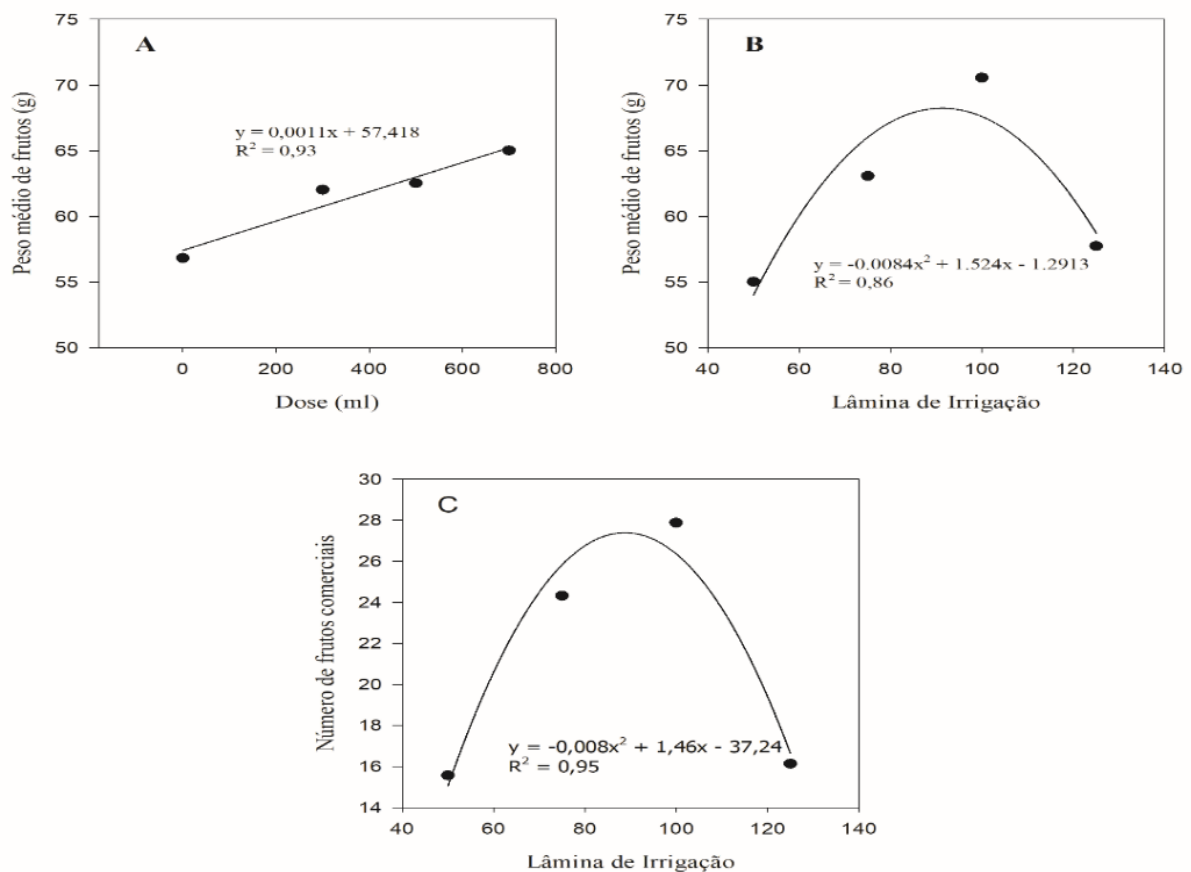 A
Peso médio de frutos (g)
75
70
65
60
55
50
y = 0,0011x + 57,418
R² = 0,93
0 200 400 600 800
Dose (ml)
B
Peso médio de frutos (g)
75
70
65
60
55
50
y = -0.0084x² + 1.524x - 1.2913
R² = 0,86
40 60 80 100 120 140
Lâmina de Irrigação
C
Número de frutos comerciais
30
28
26
24
22
20
18
16
14
y = -0,008x² + 1,46x - 37,24
R² = 0,95
40 60 80 100 120 140
Lâmina de Irrigação